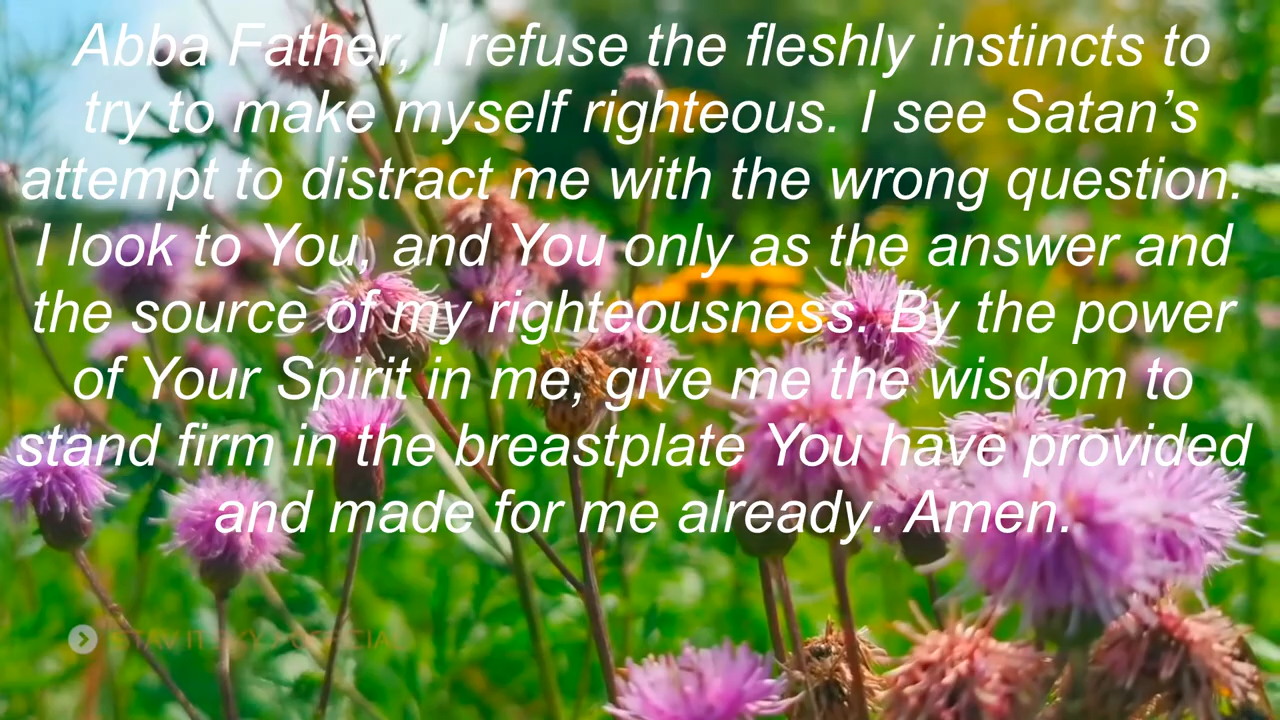 Abba Father, I refuse the fleshly instincts to
try to make myself righteous. I see Satan’s
attempt to distract me with the wrong question.
I look to You, and You only as the answer and
the source of my righteousness. By the power
of Your Spirit in me, give me the wisdom to
stand firm in the breastplate You have provided
and made for me already. Amen.